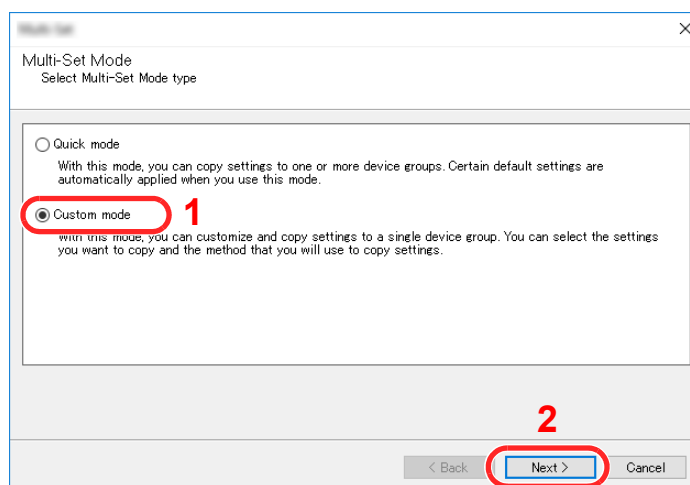 Multi-Set Mode
Select Multi-Set Mode type
Quick mode
With this mode, you can copy settings to one or more device groups. Certain default settings are
automatically applied when you use this mode.
Custom mode
1
With this mode, you can customize and copy settings to a single device group. You can select the settings
you want to copy and the method that you will use to copy settings.
2
< Back
Next >
Cancel